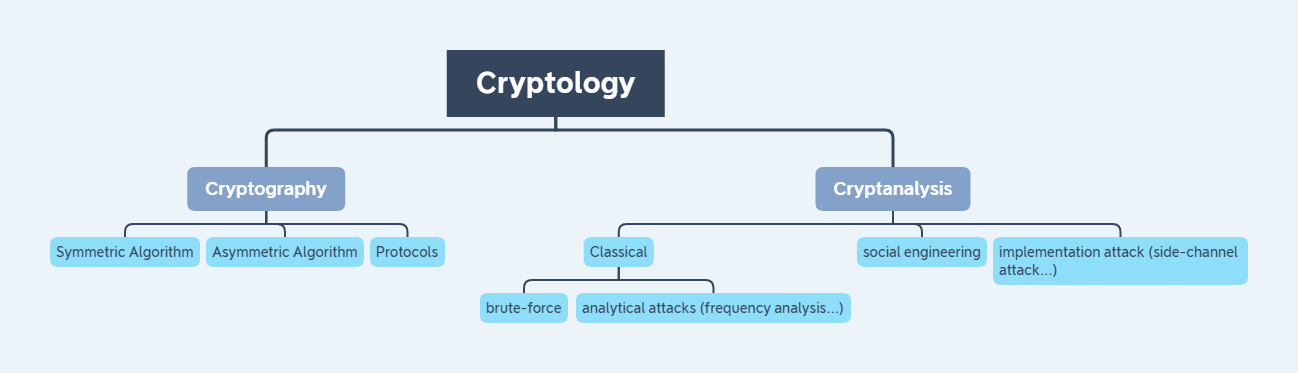 Cryptology
Cryptography
Cryptanalysis
Symmetric Algorithm
Asymmetric Algorithm
Protocols
Classical
social engineering
implementation attack (side-channel
attack...)
brute-force
analytical attacks (frequency analysis...)